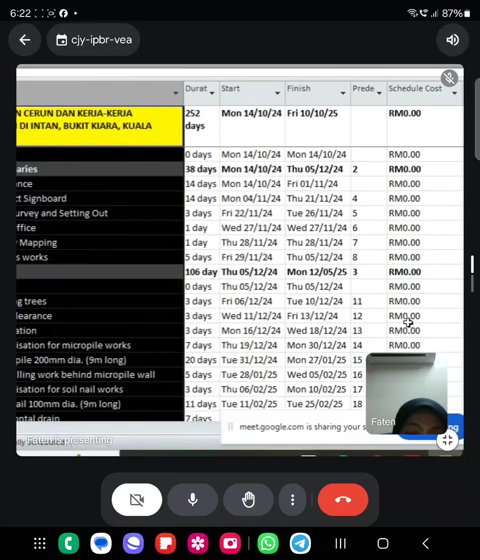 6:22
87%
cjy-ipbr-vea
Durat Start Finish Prede Schedule Cost
N CERUN DAN KERJA-KERJA 252 days Mon 14/10/24 Fri 10/10/25 RM0.00
DI INTAN, BUKIT KIARA, KUALA
0 days Mon 14/10/24 Mon 14/10/24 RM0.00
aries 38 days Mon 14/10/24 Thu 05/12/24 2 RM0.00
nce 14 days Mon 14/10/24 Fri 01/11/24 RM0.00
ct Signboard 14 days Mon 04/11/24 Thu 21/11/24 4 RM0.00
urvey and Setting Out 3 days Fri 22/11/24 Tue 26/11/24 5 RM0.00
ffice 1 day Wed 27/11/24 Wed 27/11/24 6 RM0.00
y Mapping 1 day Thu 28/11/24 Thu 28/11/24 7 RM0.00
s works 5 days Fri 29/11/24 Thu 05/12/24 8 RM0.00
106 day Thu 05/12/24 Mon 12/05/25 3 RM0.00
0 days Thu 05/12/24 Thu 05/12/24 RM0.00
ng trees 3 days Fri 06/12/24 Tue 10/12/24 11 RM0.00
learance 3 days Wed 11/12/24 Fri 13/12/24 12 RM0.00
ation 3 days Mon 16/12/24 Wed 18/12/24 13 RM0.00
isation for micropile works 7 days Thu 19/12/24 Mon 30/12/24 14 RM0.00
pile 200mm dia. (9m long) 20 days Tue 31/12/24 Mon 27/01/25 15
lling work behind micropile wall 5 days Tue 28/01/25 Wed 05/02/25 16
isation for soil nail works 3 days Thu 06/02/25 Mon 10/02/25 17
ail 100mm dia. (9m long) 11 days Tue 11/02/25 Tue 25/02/25 18
ntal drain 7 days
meet.google.com is sharing your s
Faten
Faten is presenting